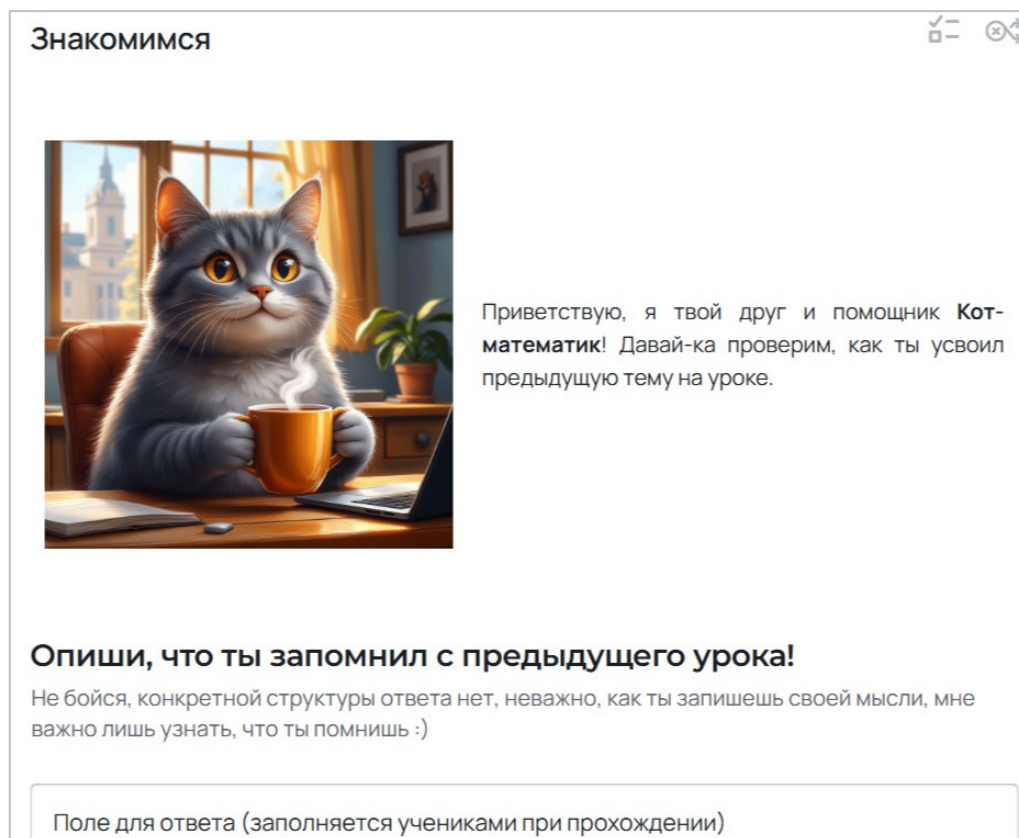 Знакомимся
Приветствую, я твой друг и помощник Кот-
математик! Давай-ка проверим, как ты усвоил
предыдущую тему на уроке.
Опиши, что ты запомнил с предыдущего урока!
Не бойся, конкретной структуры ответа нет, неважно, как ты запишешь своей мысли, мне
важно лишь узнать, что ты помнишь :)
Поле для ответа (заполняется учениками при прохождении)